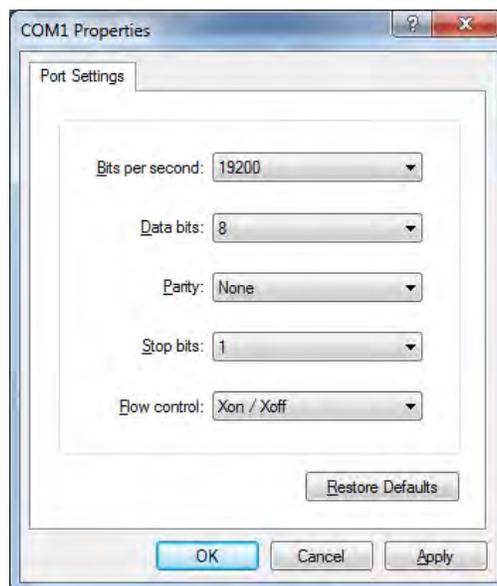 COM1 Properties
?
Port Settings
Bits per second: 19200
Data bits: 8
Parity: None
Stop bits: 1
Flow control: Xon / Xoff
Restore Defaults
OK Cancel Apply